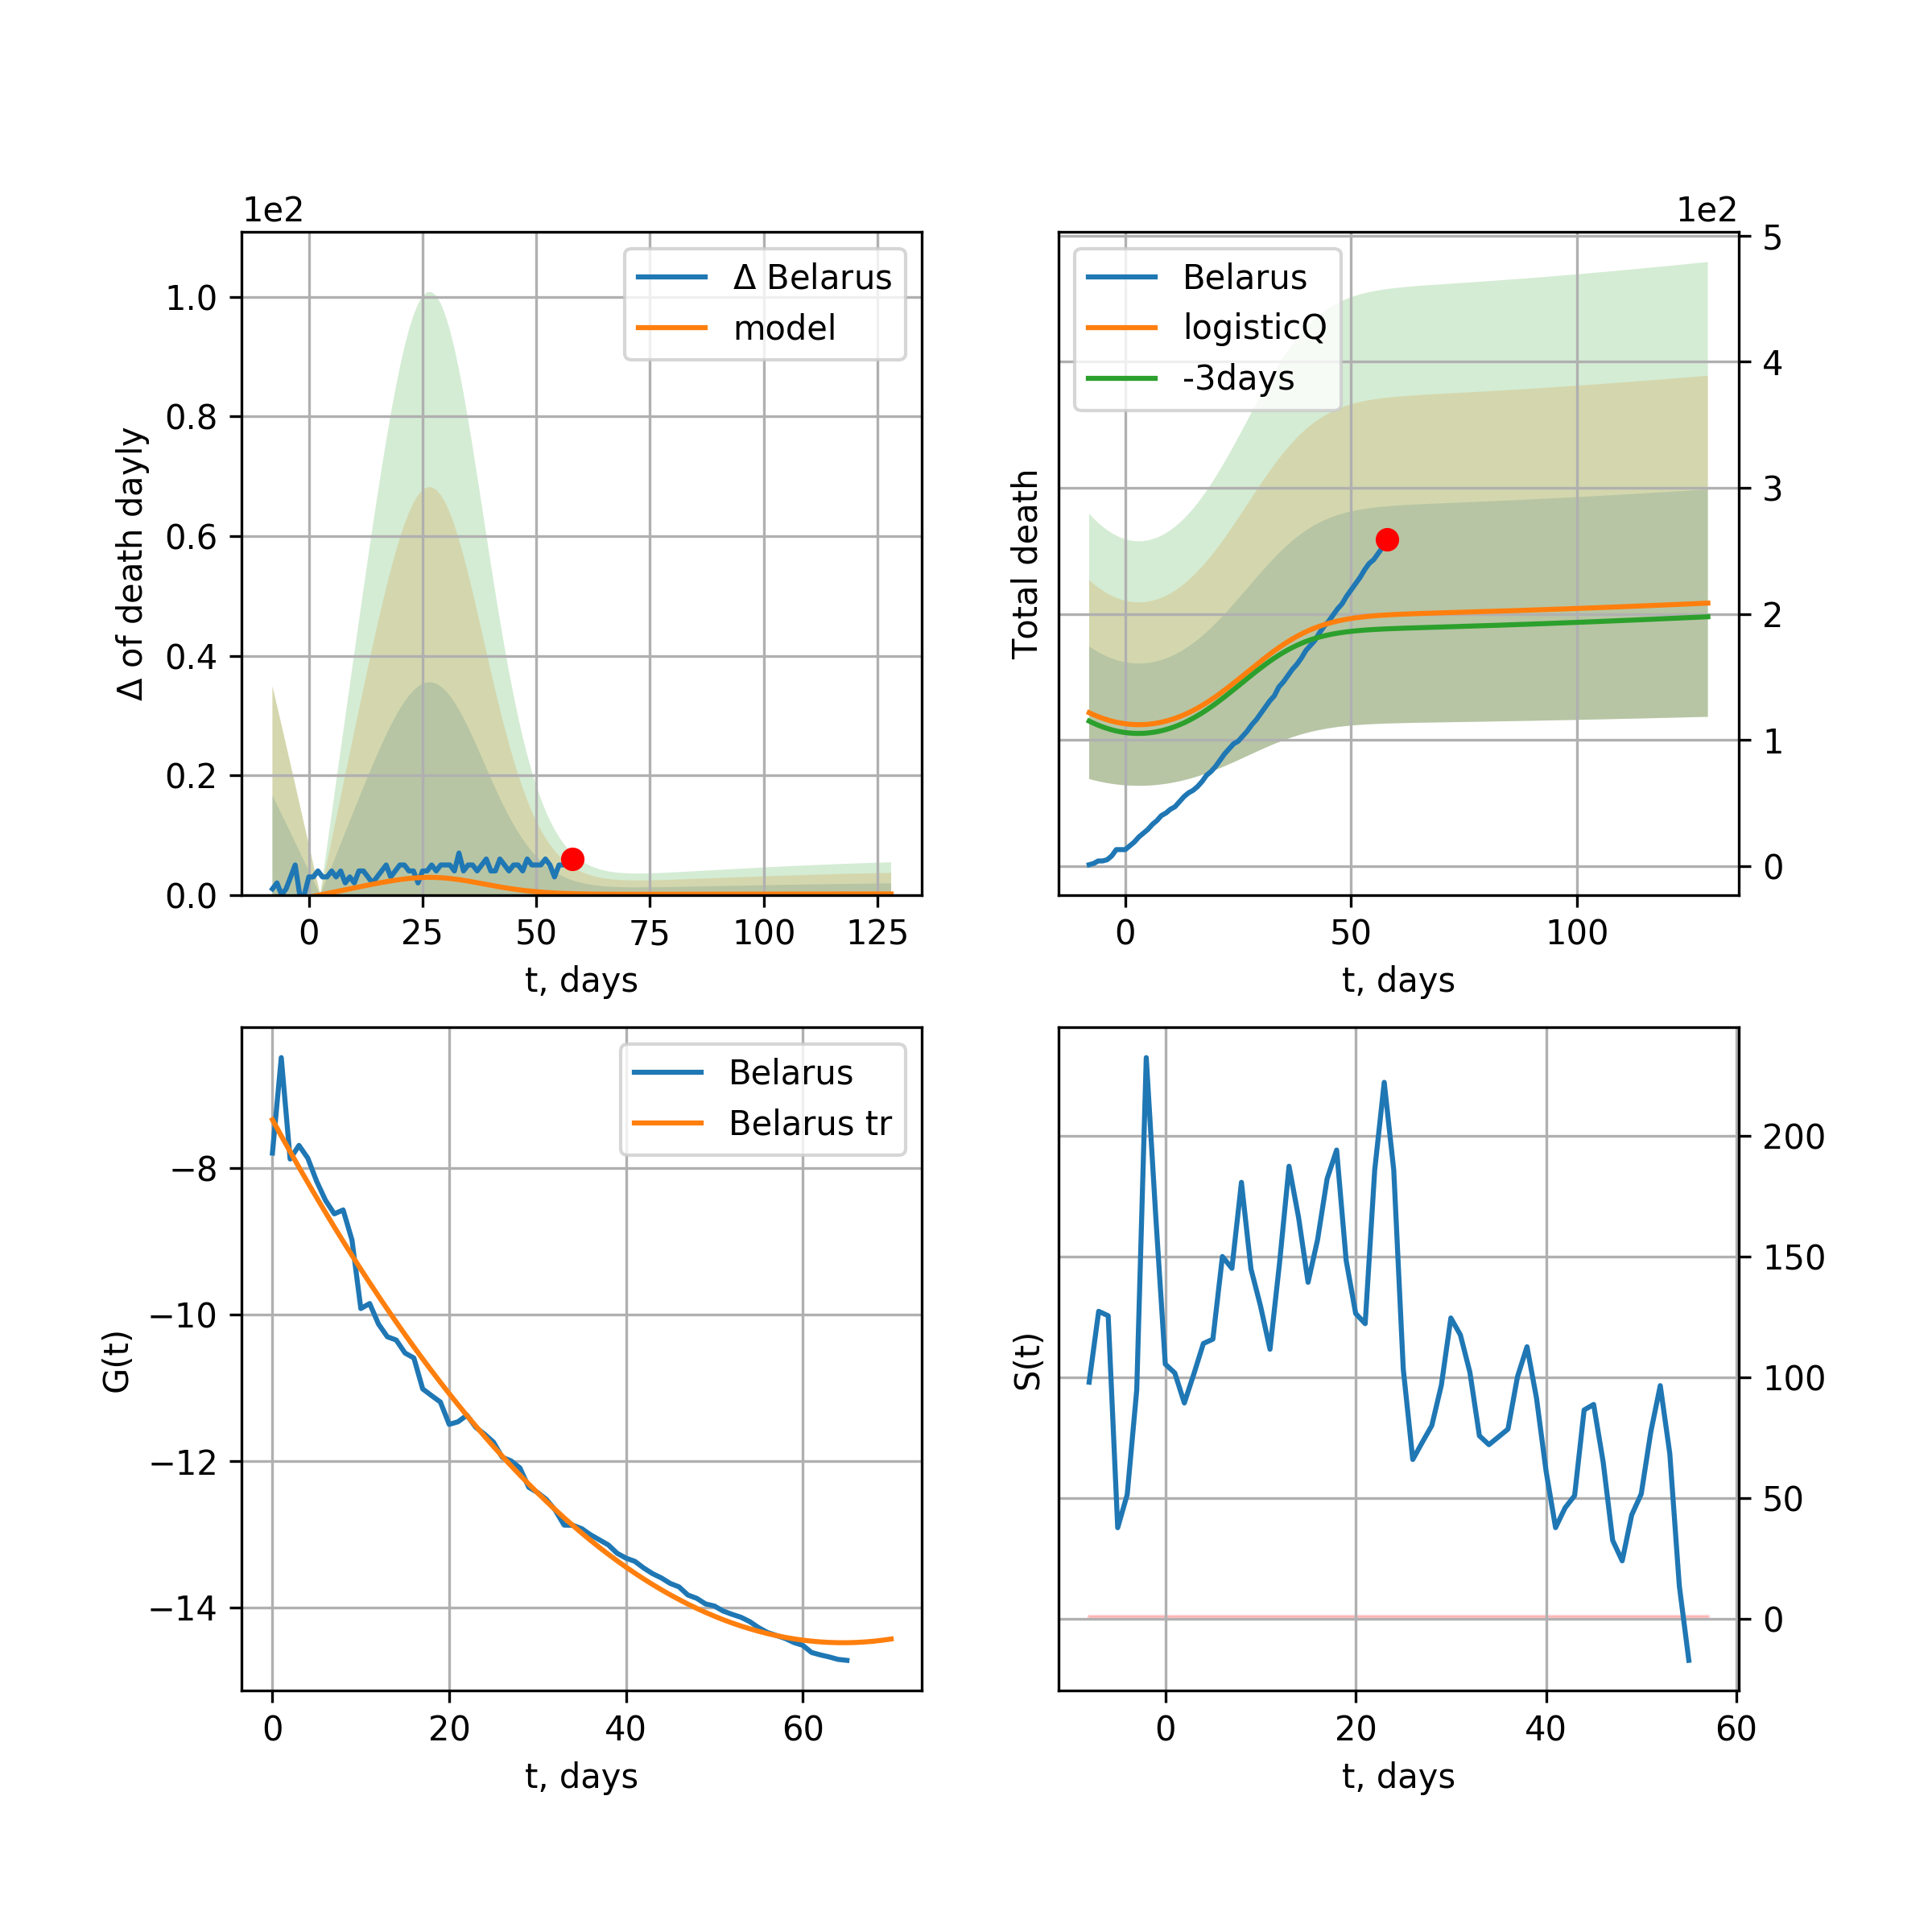 1e2
Δ of death dayly
1.0
0.8
0.6
0.4
0.2
0.0
Δ Belarus
model
0 25 50 75 100 125
t, days
1e2
Total death
Belarus
logisticQ
-3days
5
4
3
2
1
0
0 50 100
t, days
G(t)
−8
−10
−12
−14
Belarus
Belarus tr
0 20 40 60
t, days
S(t)
200
150
100
50
0
0 20 40 60
t, days